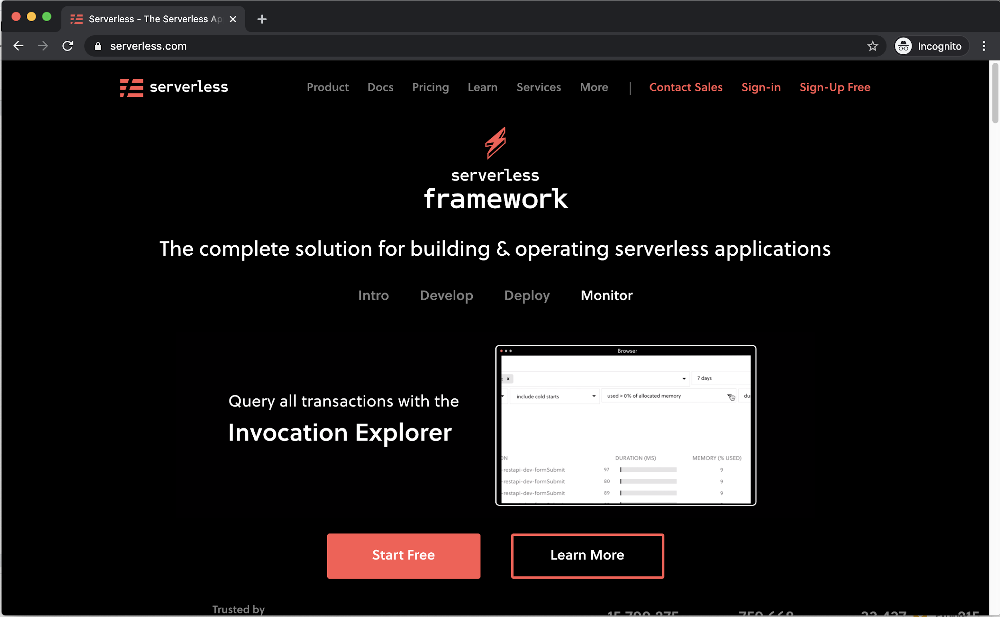 Serverless - The Serverless Ap
serverless.com
Incognito
serverless
Product Docs Pricing Learn Services More | Contact Sales Sign-in Sign-Up Free
serverless
framework
The complete solution for building & operating serverless applications
Intro Develop Deploy Monitor
Query all transactions with the
Invocation Explorer
Browser
t x 7 days
include cold starts used > 0% of allocated memory du
ON DURATION (MS) MEMORY (% USED)
-restapi-dev-formSubmit 97 9
-restapi-dev-formSubmit 80 9
-restapi-dev-formSubmit 89 9
Start Free Learn More
Trusted by